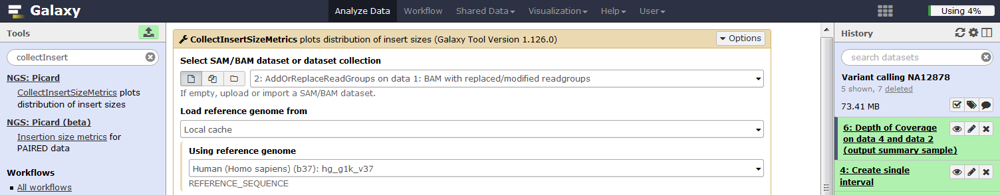 Galaxy
Analyze Data
Workflow
Shared Data
Visualization
Help
User
Using 4%
Tools
collectInsert
NGS: Picard
CollectInsertSizeMetrics plots
distribution of insert sizes
NGS: Picard (beta)
Insertion size metrics for
PAIRED data
Workflows
All workflows
CollectInsertSizeMetrics plots distribution of insert sizes (Galaxy Tool Version 1.126.0)
Options
Select SAM/BAM dataset or dataset collection
2: AddOrReplaceReadGroups on data 1: BAM with replaced/modified readgroups
If empty, upload or import a SAM/BAM dataset.
Load reference genome from
Local cache
Using reference genome
Human (Homo sapiens) (b37): hg_g1k_v37
REFERENCE_SEQUENCE
History
search datasets
Variant calling NA12878
5 shown, 7 deleted
73.41 MB
6: Depth of Coverage
on data 4 and data 2
(output summary sample)
4: Create single
interval